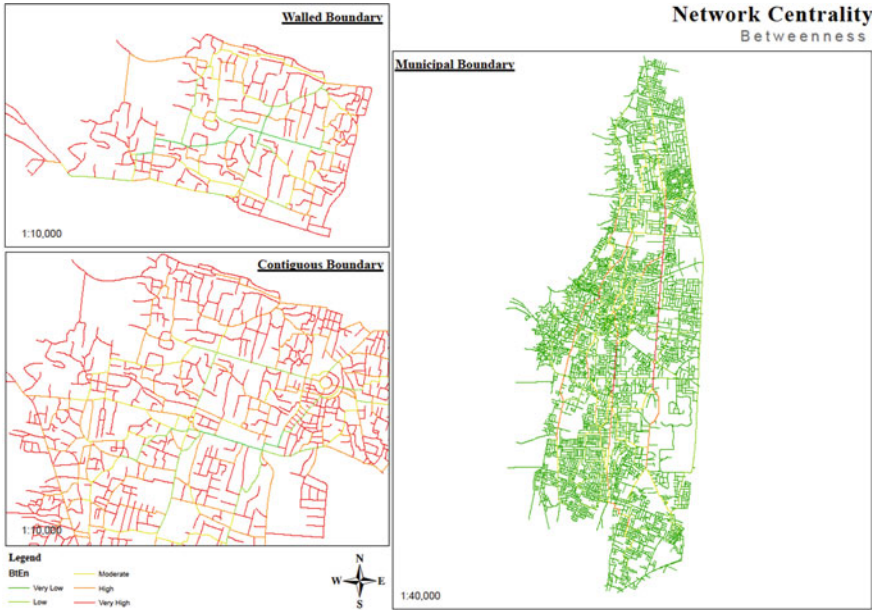 Network Centrality
Betweenness
Walled Boundary
1:10,000
Contiguous Boundary
1:10,000
Municipal Boundary
1:40,000
Legend
BtEn
Very Low
Low
Moderate
High
Very High
N
W E
S